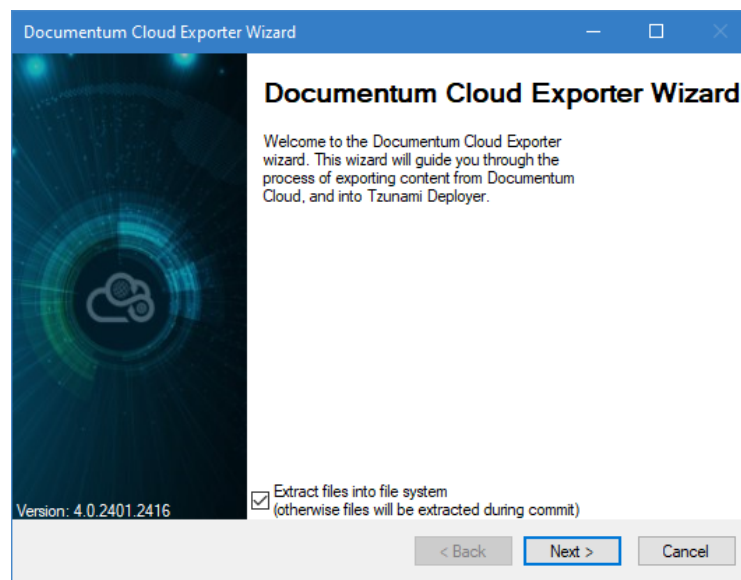 Documentum Cloud Exporter Wizard
Documentum Cloud Exporter Wizard
Welcome to the Documentum Cloud Exporter
wizard. This wizard will guide you through the
process of exporting content from Documentum
Cloud, and into Tzunami Deployer.
Extract files into file system
(otherwise files will be extracted during commit)
Version: 4.0.2401.2416
< Back
Next >
Cancel